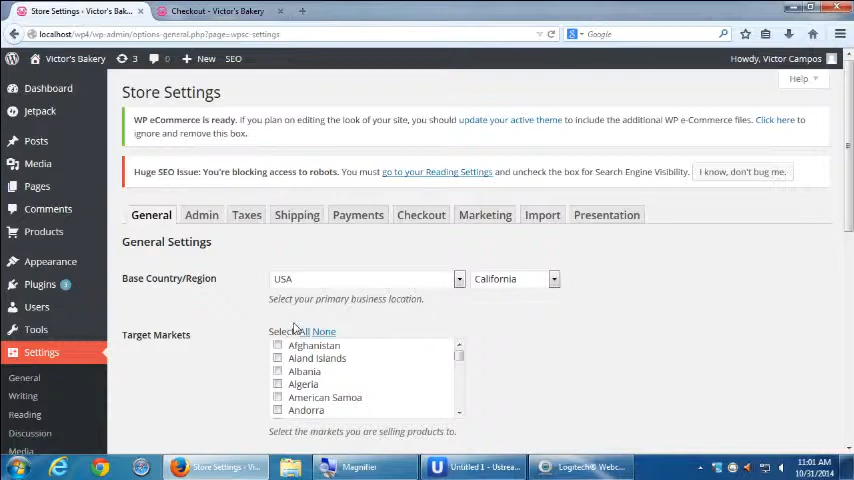 Store Settings - Victor's Bakery...
Checkout - Victor's Bakery
localhost/wp4/wp-admin/options-general.php?page=wpsc-settings
Google
Victor's Bakery
3
0
New
SEO
Howdy, Victor Campos
Dashboard
Jetpack
Posts
Media
Pages
Comments
Products
Appearance
Plugins 3
Users
Tools
Settings
General
Writing
Reading
Discussion
Media
Help
Store Settings
WP eCommerce is ready. If you plan on editing the look of your site, you should update your active theme to include the additional WP e-Commerce files. Click here to
ignore and remove this box.
Huge SEO Issue: You're blocking access to robots. You must go to your Reading Settings and uncheck the box for Search Engine Visibility. I know, don't bug me.
General Admin Taxes Shipping Payments Checkout Marketing Import Presentation
General Settings
Base Country/Region
USA
California
Select your primary business location.
Target Markets
Select All None
Afghanistan
Aland Islands
Albania
Algeria
American Samoa
Andorra
Select the markets you are selling products to.
Store Settings - Vi...
Magnifier
Untitled 1 - Ustrea...
Logitech® Webc...
11:01 AM
10/31/2014